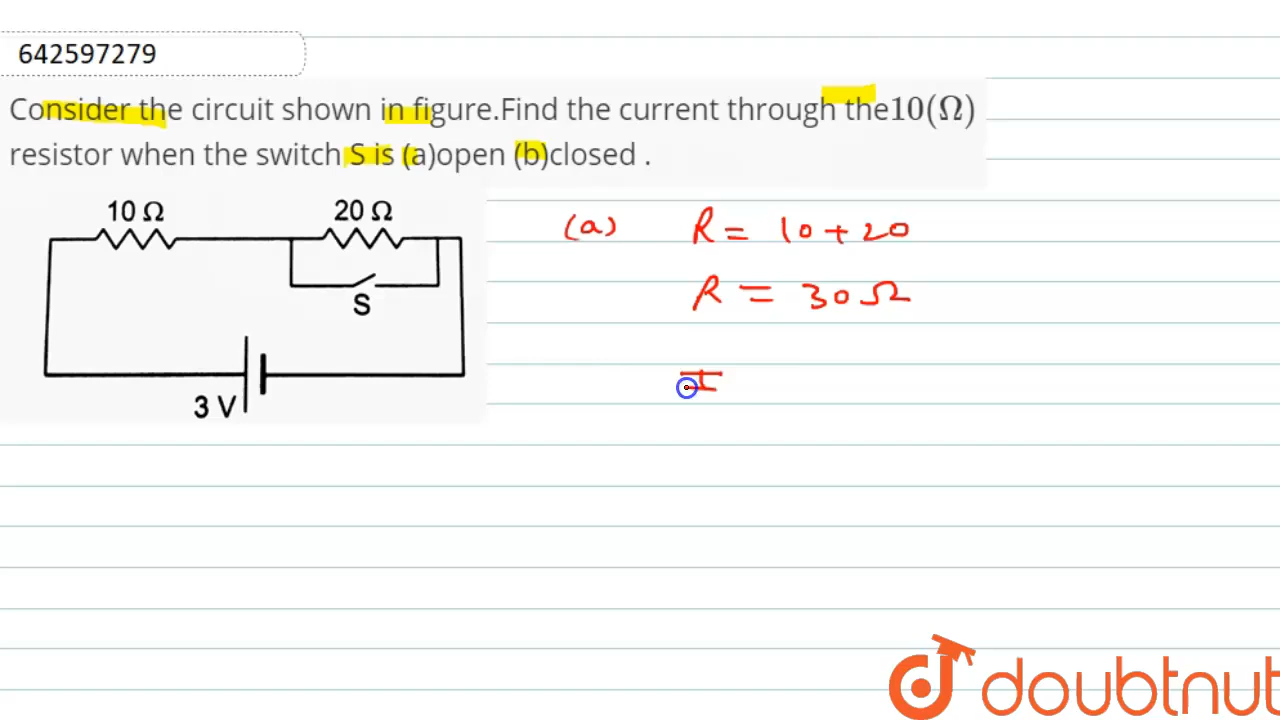 642597279
Consider the circuit shown in figure.Find the current through the10(Ω)
resistor when the switch S is (a)open (b)closed .
10 Ω
20 Ω
S
3 V
(a) R = 10+20
R = 30Ω
I
doubtnut